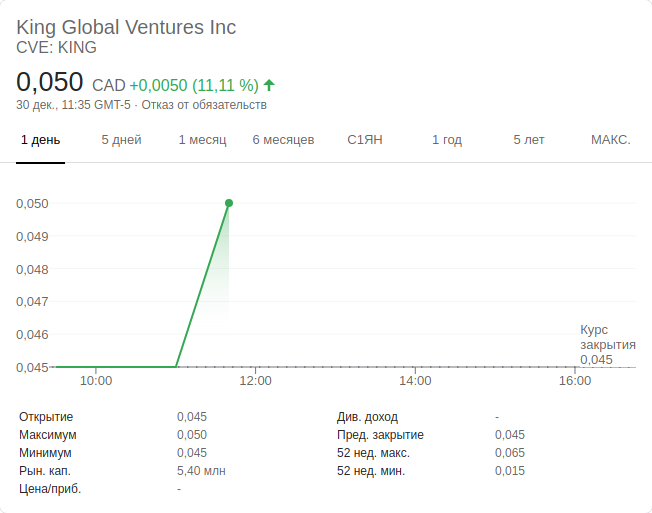 King Global Ventures Inc
CVE: KING
0,050 CAD +0,0050 (11,11 %)
30 дек., 11:35 GMT-5 · Отказ от обязательств
1 день 5 дней 1 месяц 6 месяцев С1ЯН 1 год 5 лет МАКС.
0,050
0,049
0,048
0,047
0,046
Курс
закрытия
0,045
0,045
10:00 12:00 14:00 16:00
Открытие 0,045 Див. доход -
Максимум 0,050 Пред. закрытие 0,045
Минимум 0,045 52 нед. макс. 0,065
Рын. кап. 5,40 млн 52 нед. мин. 0,015
Цена/приб. -